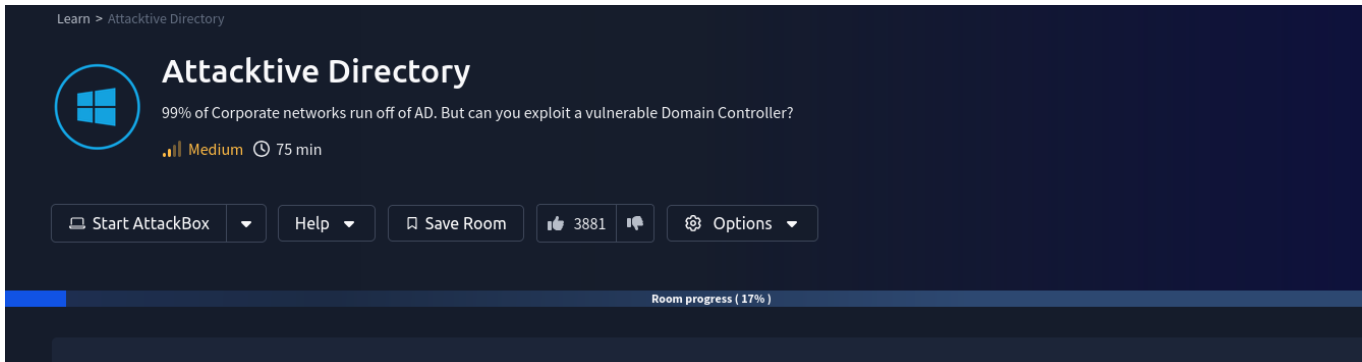 Learn > Attacktive Directory
Attacktive Directory
99% of Corporate networks run off of AD. But can you exploit a vulnerable Domain Controller?
Medium 75 min
Start AttackBox Help Save Room 3881 Options
Room progress ( 17% )